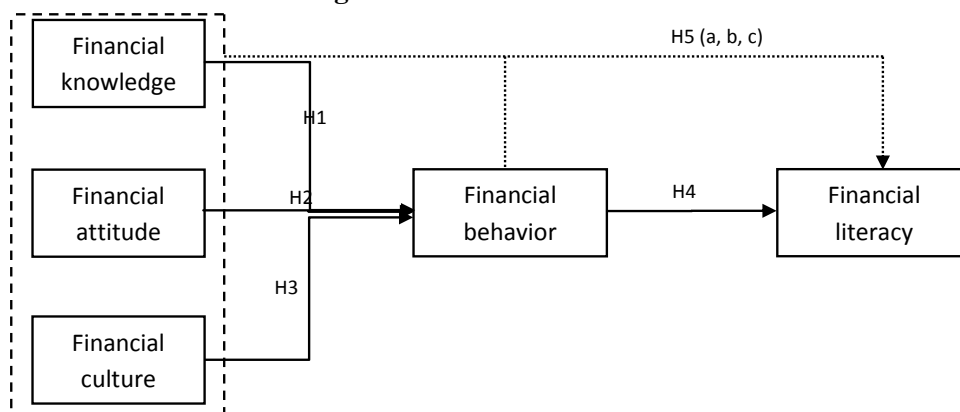 Financial
knowledge
H5 (a, b, c)
H1
Financial
attitude
H2
Financial
behavior
H4
Financial
literacy
H3
Financial
culture